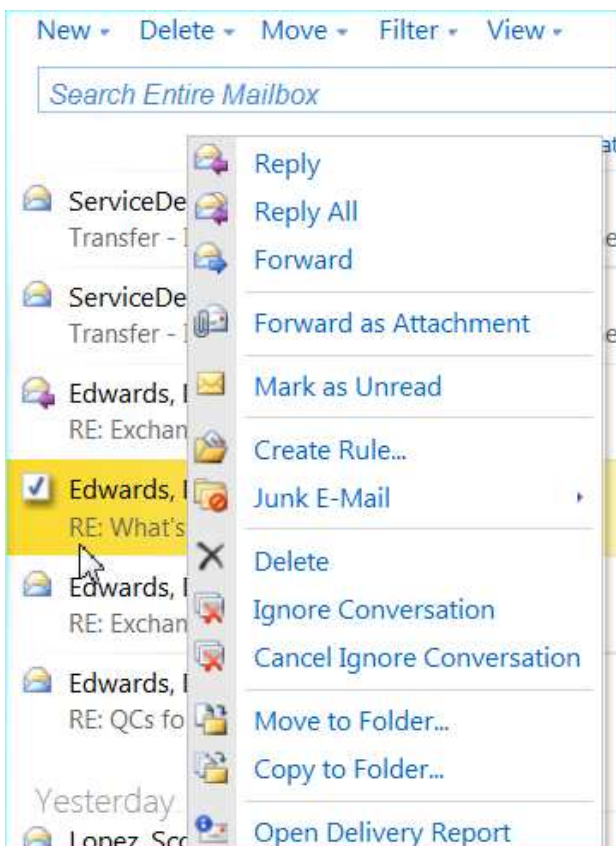 New Delete Move Filter View
Search Entire Mailbox
Reply
Reply All
Forward
Forward as Attachment
Mark as Unread
Create Rule...
Junk E-Mail
Delete
Ignore Conversation
Cancel Ignore Conversation
Move to Folder...
Copy to Folder...
Open Delivery Report
ServiceDe
Transfer -
ServiceDe
Transfer -
Edwards,
RE: Exchan
Edwards,
RE: What's
Edwards,
RE: Exchan
Edwards,
RE: QCs fo
Yesterday
Lopez, Sco